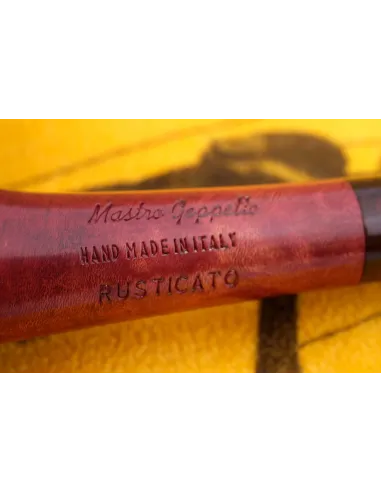 Mastro Geppetto
HAND MADE IN ITALY
RUSTICATO